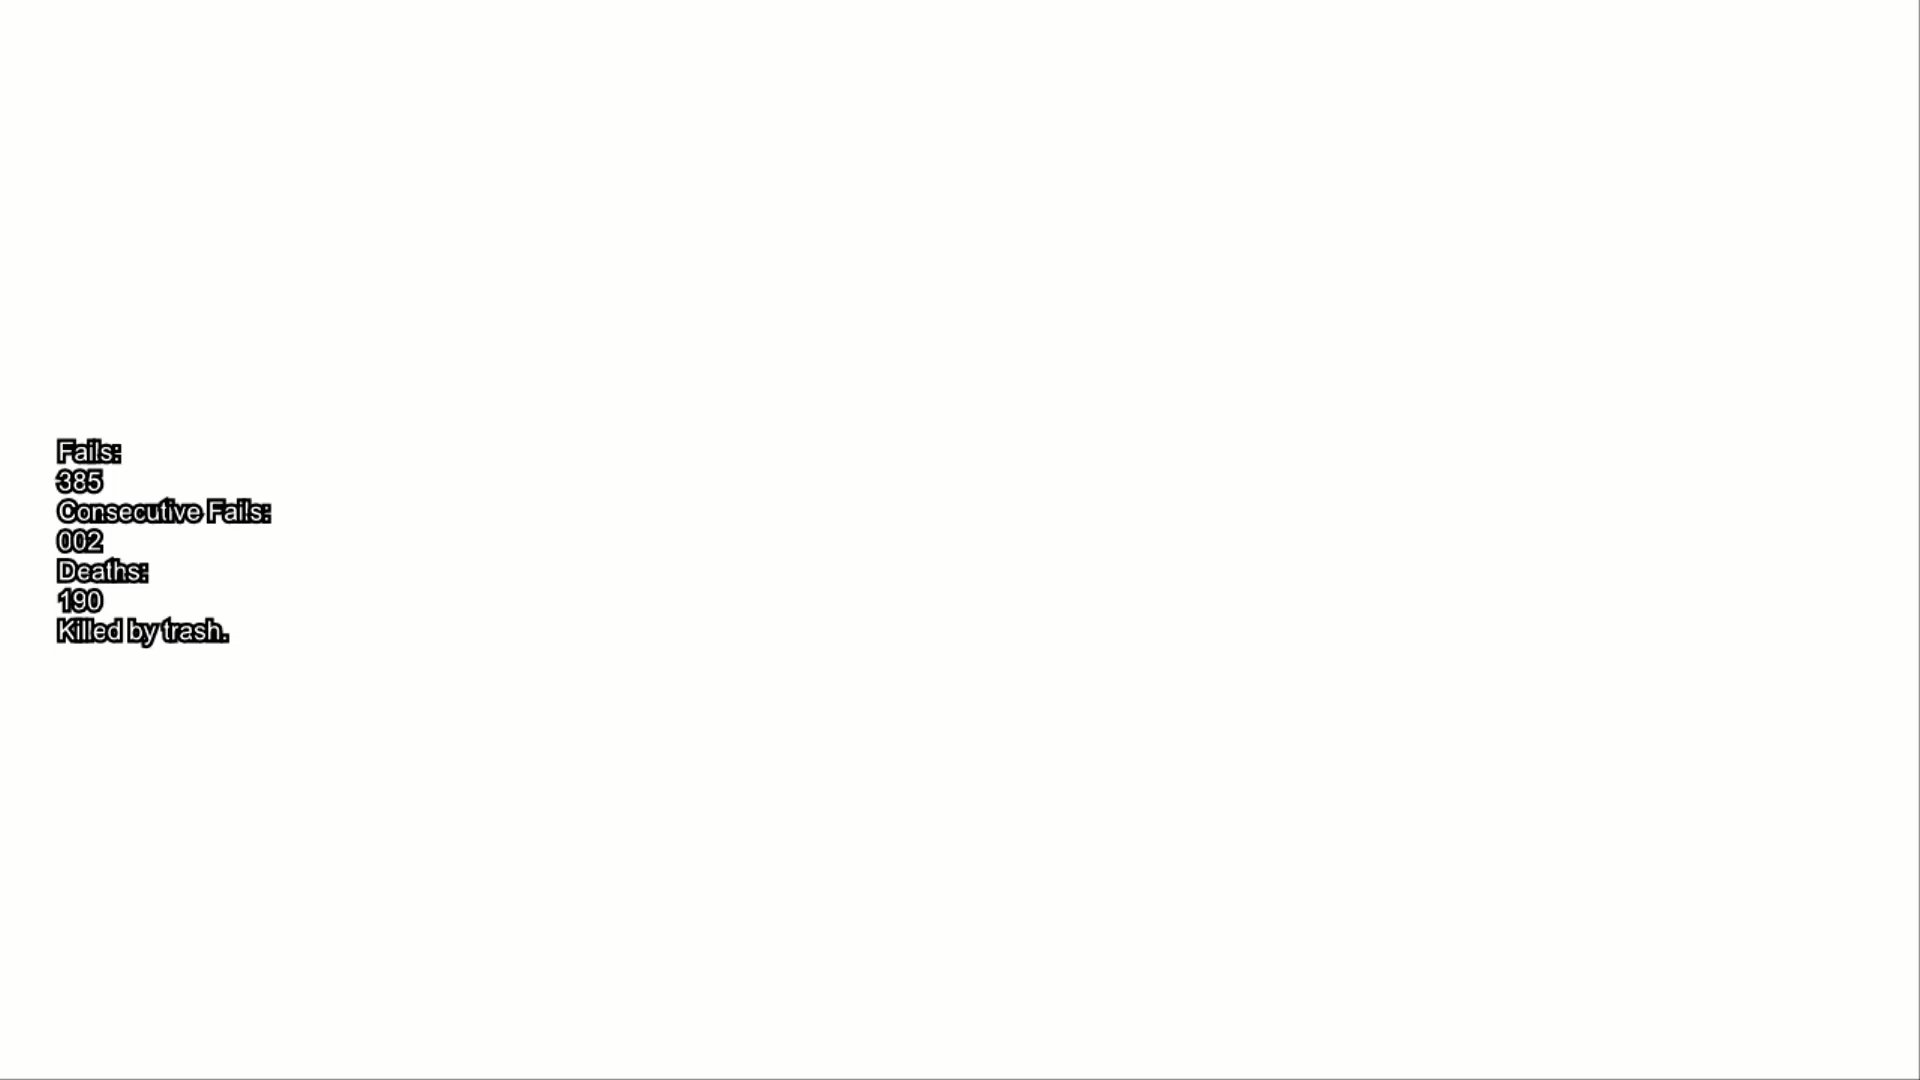 Fails:
385
Consecutive Fails:
002
Deaths:
190
Killed by trash.